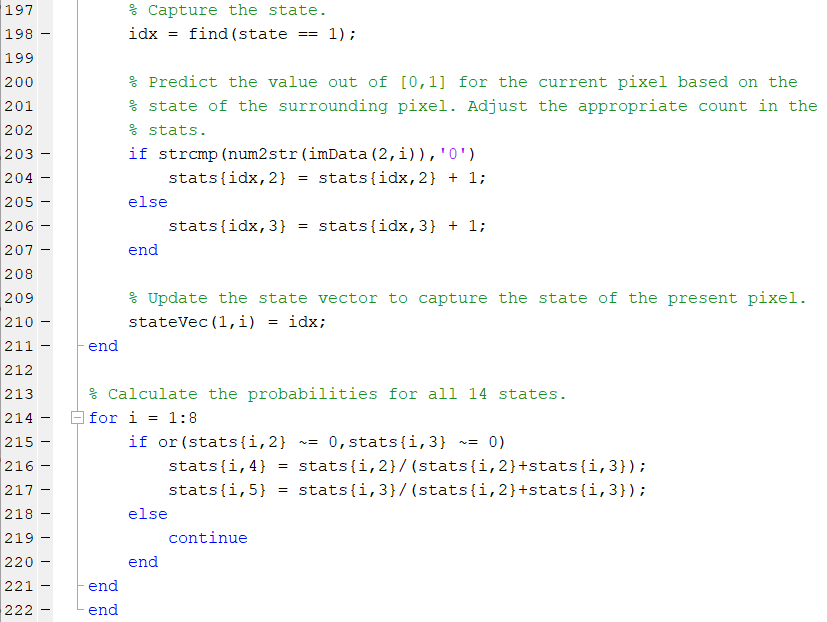 197 % Capture the state.
198 – idx = find(state == 1);
199
200 % Predict the value out of [0,1] for the current pixel based on the
201 % state of the surrounding pixel. Adjust the appropriate count in the
202 % stats.
203 – if strcmp(num2str(imData(2,i)),'0')
204 – stats{idx,2} = stats{idx,2} + 1;
205 – else
206 – stats{idx,3} = stats{idx,3} + 1;
207 – end
208
209 % Update the state vector to capture the state of the present pixel.
210 – stateVec(1,i) = idx;
211 – end
212
213 % Calculate the probabilities for all 14 states.
214 – for i = 1:8
215 – if or(stats{i,2} ~= 0,stats{i,3} ~= 0)
216 – stats{i,4} = stats{i,2}/(stats{i,2}+stats{i,3});
217 – stats{i,5} = stats{i,3}/(stats{i,2}+stats{i,3});
218 – else
219 – continue
220 – end
221 – end
222 – end